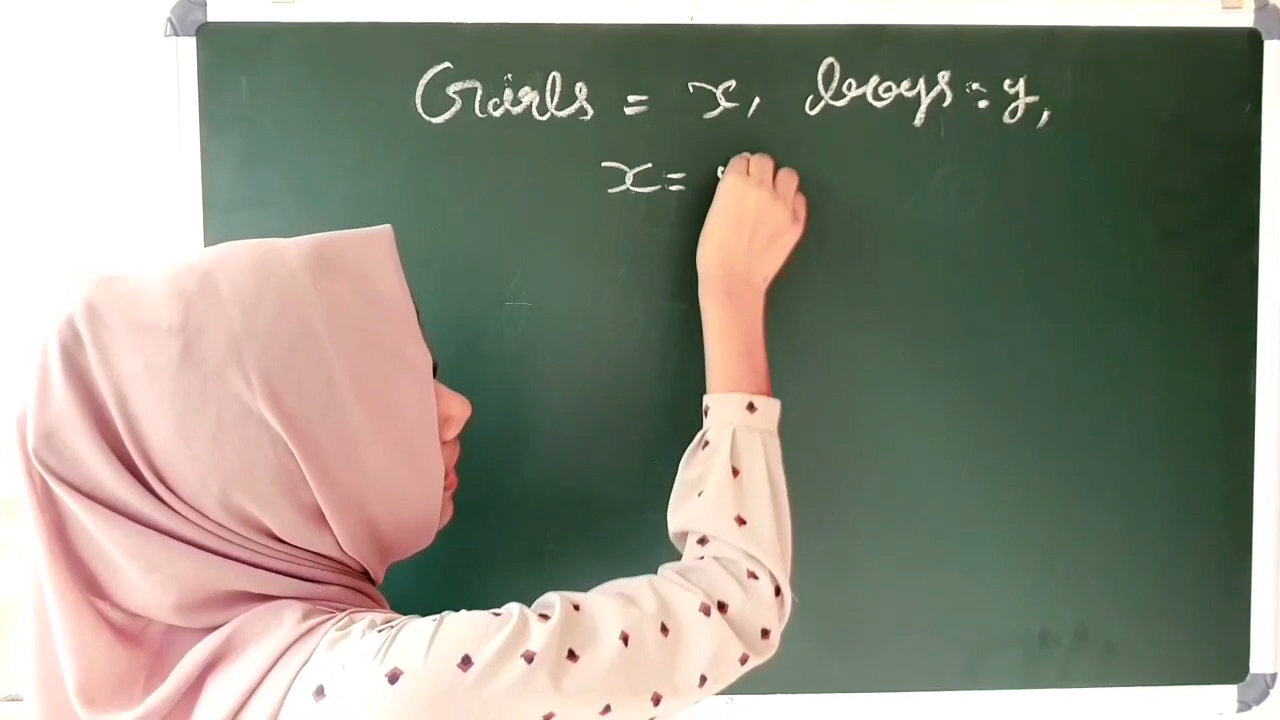 Girls = x, boys = y,
x =